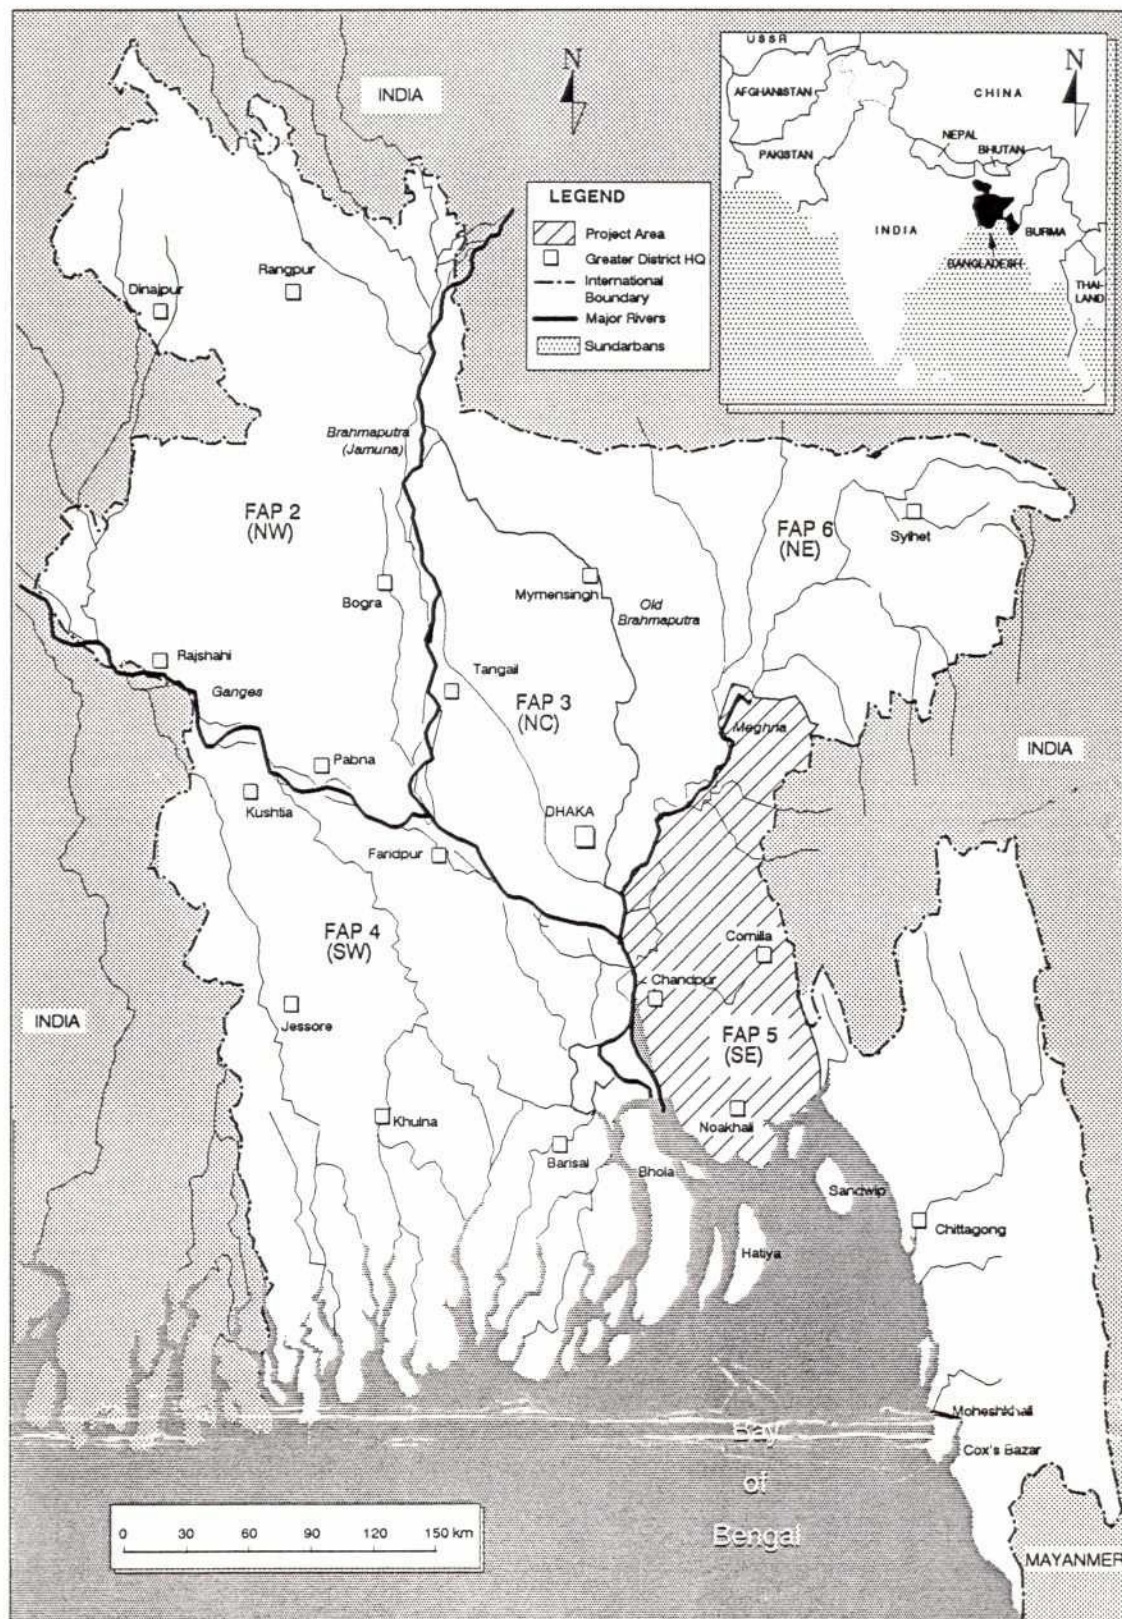 N
INDIA
USSR
N
AFGHANISTAN
CHINA
NEPAL
BHUTAN
PAKISTAN
INDIA
BURMA
BANGLADESH
THAI-
LAND
LEGEND
Project Area
Greater District HQ
International
Boundary
Major Rivers
Sundarbans
Rangpur
Dinajpur
Brahmaputra
(Jamuna)
FAP 2
(NW)
FAP 6
(NE)
Sylhet
Bogra
Mymensingh
Old
Brahmaputra
Rajshahi
Ganges
Tangail
FAP 3
(NC)
Meghna
INDIA
Pabna
Kushtia
DHAKA
Faridpur
FAP 4
(SW)
Comilla
Chandpur
INDIA
Jessore
FAP 5
(SE)
Khulna
Noakhali
Barisal
Bhola
Sandwip
Chittagong
Hatiya
Moheshkhali
Cox's Bazar
Bay
of
Bengal
0 30 60 90 120 150 km
MAYANMER